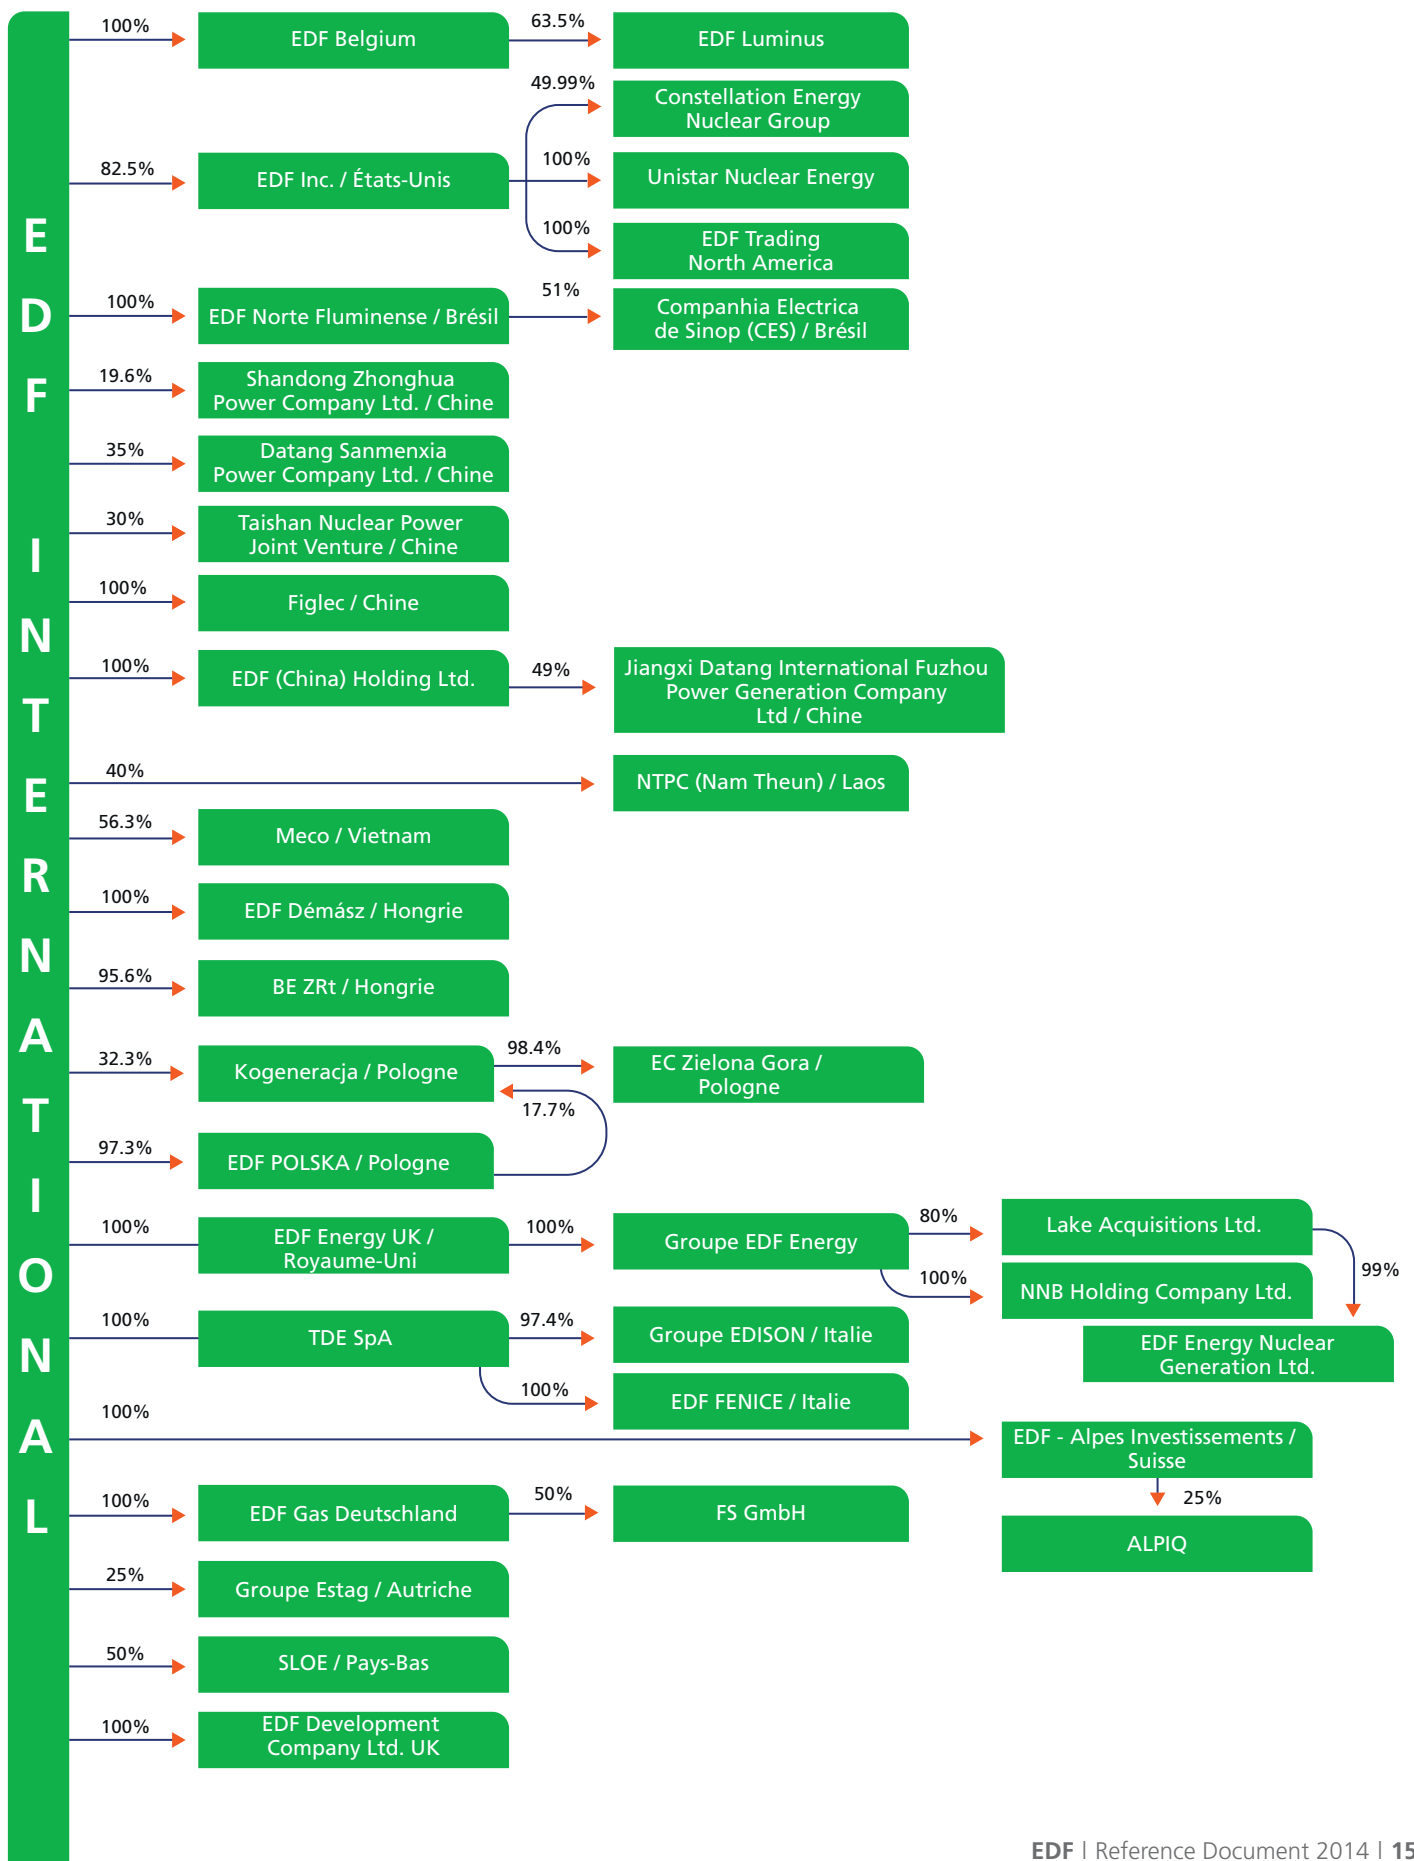 EDF INTERNATIONAL
100%
EDF Belgium
63.5%
EDF Luminus
82.5%
EDF Inc. / États-Unis
49.99%
Constellation Energy
Nuclear Group
100%
Unistar Nuclear Energy
100%
EDF Trading
North America
100%
EDF Norte Fluminense / Brésil
51%
Companhia Electrica
de Sinop (CES) / Brésil
19.6%
Shandong Zhonghua
Power Company Ltd. / Chine
35%
Datang Sanmenxia
Power Company Ltd. / Chine
30%
Taishan Nuclear Power
Joint Venture / Chine
100%
Figlec / Chine
100%
EDF (China) Holding Ltd.
49%
Jiangxi Datang International Fuzhou
Power Generation Company
Ltd / Chine
40%
NTPC (Nam Theun) / Laos
56.3%
Meco / Vietnam
100%
EDF Démász / Hongrie
95.6%
BE ZRt / Hongrie
32.3%
Kogeneracja / Pologne
98.4%
EC Zielona Gora /
Pologne
17.7%
97.3%
EDF POLSKA / Pologne
100%
EDF Energy UK /
Royaume-Uni
100%
Groupe EDF Energy
80%
Lake Acquisitions Ltd.
100%
NNB Holding Company Ltd.
99%
EDF Energy Nuclear
Generation Ltd.
100%
TDE SpA
97.4%
Groupe EDISON / Italie
100%
EDF FENICE / Italie
100%
EDF - Alpes Investissements /
Suisse
25%
ALPIQ
100%
EDF Gas Deutschland
50%
FS GmbH
25%
Groupe Estag / Autriche
50%
SLOE / Pays-Bas
100%
EDF Development
Company Ltd. UK
EDF | Reference Document 2014 | 15